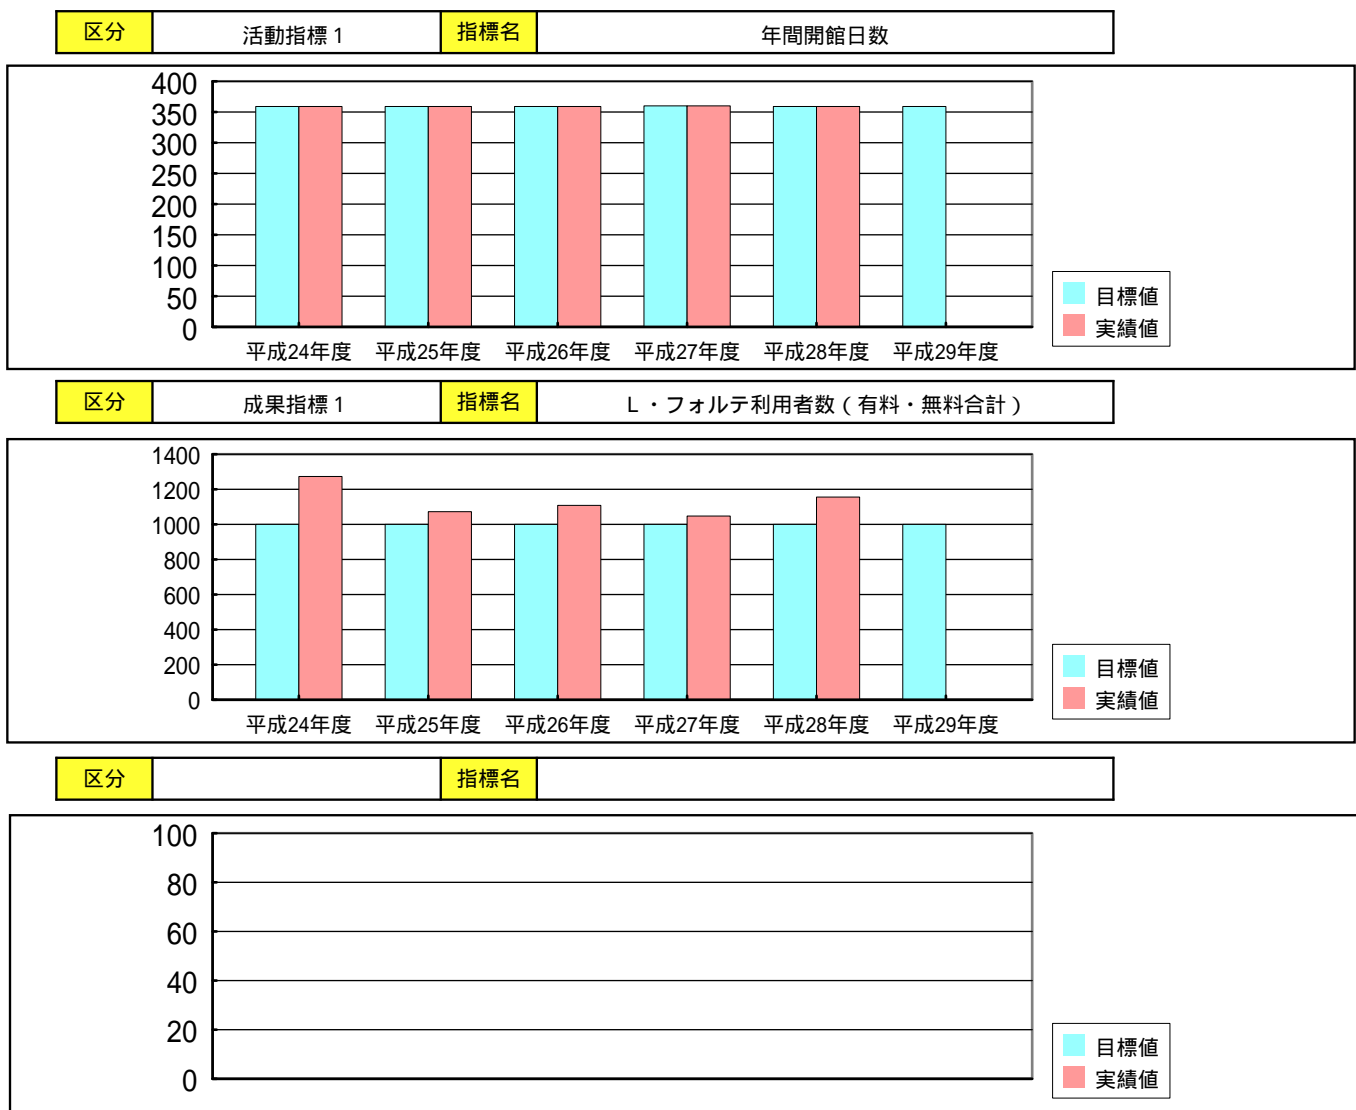 区分 活動指標1 指標名 年間開館日数
400
350
300
250
200
150
100
50
0
平成24年度 平成25年度 平成26年度 平成27年度 平成28年度 平成29年度
目標値
実績値
区分 成果指標1 指標名 L・フォルテ利用者数(有料・無料合計)
1400
1200
1000
800
600
400
200
0
平成24年度 平成25年度 平成26年度 平成27年度 平成28年度 平成29年度
目標値
実績値
区分 指標名
100
80
60
40
20
0
目標値
実績値